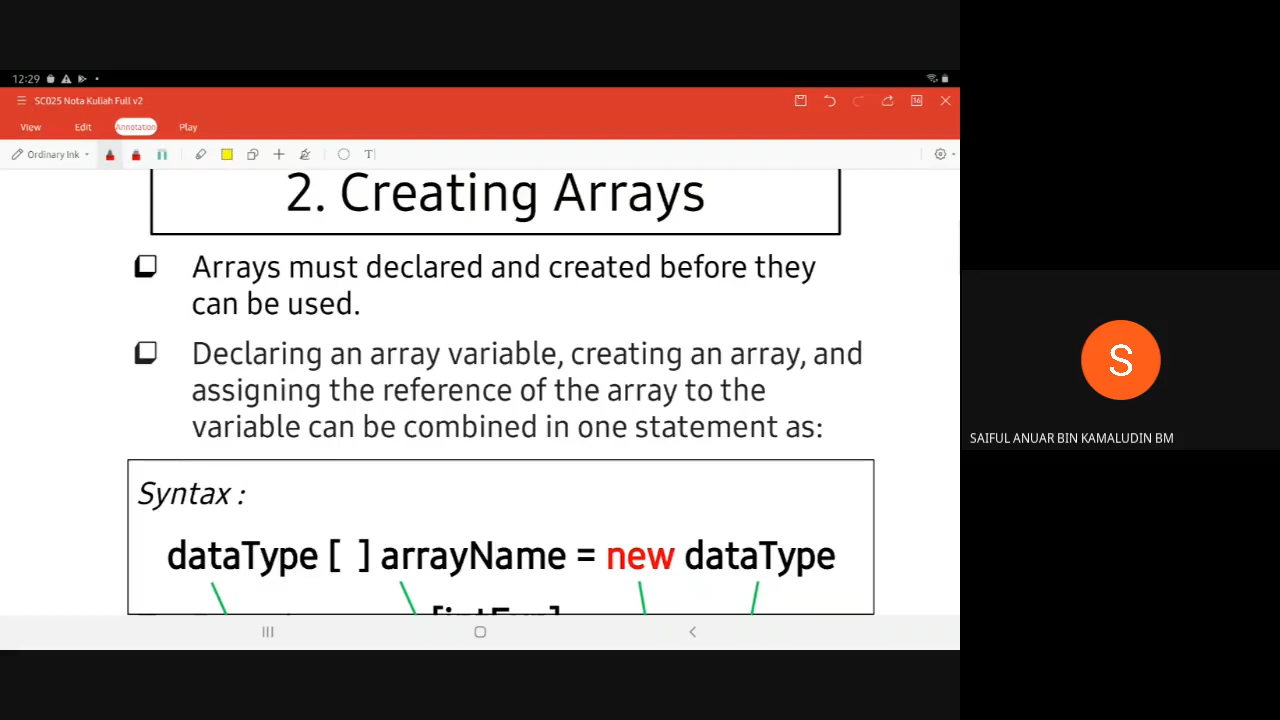 12:29
SC025 Nota Kuliah Full v2
16
View Edit Annotation Play
Ordinary Ink T
2. Creating Arrays
Arrays must declared and created before they
can be used.
Declaring an array variable, creating an array, and
assigning the reference of the array to the
variable can be combined in one statement as:
Syntax :
dataType [ ] arrayName = new dataType
S
SAIFUL ANUAR BIN KAMALUDIN BM